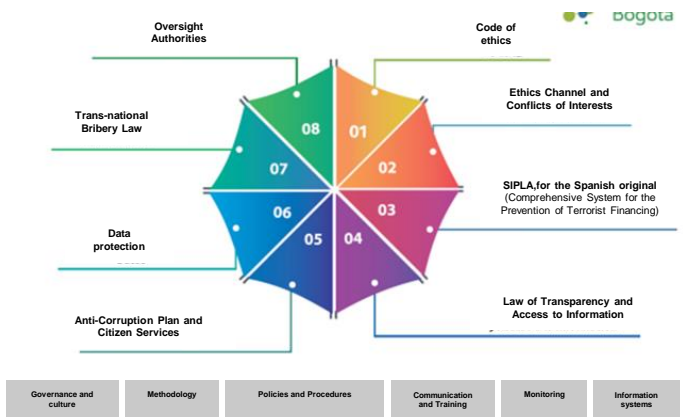 Bogotá
Oversight
Authorities
Code of
ethics
Ethics Channel and
Conflicts of Interests
Trans-national
Bribery Law
08
01
07
02
06
03
05
04
SIPLA,for the Spanish original
(Comprehensive System for the
Prevention of Terrorist Financing)
Data
protection
Law of Transparency and
Access to Information
Anti-Corruption Plan and
Citizen Services
Governance and
culture
Methodology
Policies and Procedures
Communication
and Training
Monitoring
Information
systems